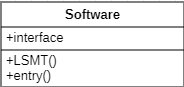 Software
+interface
+LSMT()
+entry()